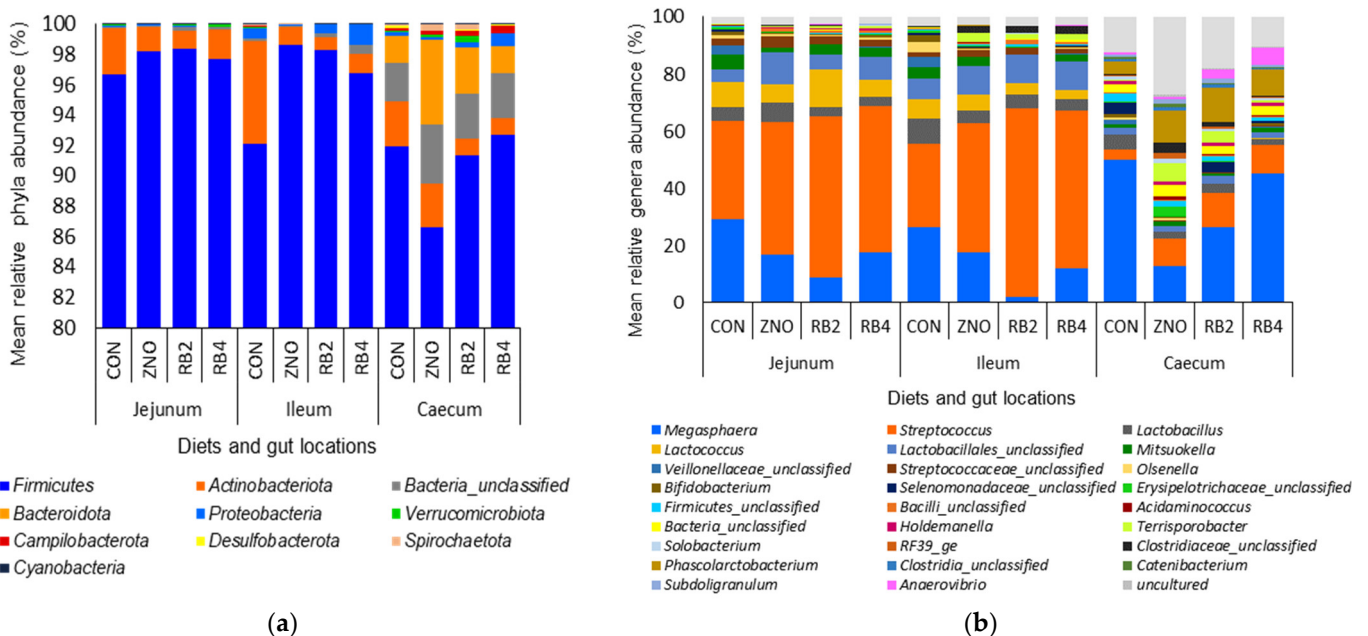 Mean relative phyla abundance (%)
100
98
96
94
92
90
88
86
84
82
80
CON ZNO RB2 RB4 CON ZNO RB2 RB4 CON ZNO RB2 RB4
Jejunum Ileum Caecum
Diets and gut locations
Firmicutes Actinobacteriota Bacteria_unclassified
Bacteroidota Proteobacteria Verrucomicrobiota
Campilobacterota Desulfobacterota Spirochaetota
Cyanobacteria
(a)
Mean relative genera abundance (%)
100
80
60
40
20
0
CON ZNO RB2 RB4 CON ZNO RB2 RB4 CON ZNO RB2 RB4
Jejunum Ileum Caecum
Diets and gut locations
Megasphaera Streptococcus Lactobacillus
Lactococcus Lactobacillales_unclassified Mitsuokella
Veillonellaceae_unclassified Streptococcaceae_unclassified Olsenella
Bifidobacterium Selenomonadaceae_unclassified Erysipelotrichaceae_unclassified
Firmicutes_unclassified Bacilli_unclassified Acidaminococcus
Bacteria_unclassified Holdemanella Terrisporobacter
Solobacterium RF39_ge Clostridiaceae_unclassified
Phascolarctobacterium Clostridia_unclassified Catenibacterium
Subdoligranulum Anaerovibrio uncultured
(b)